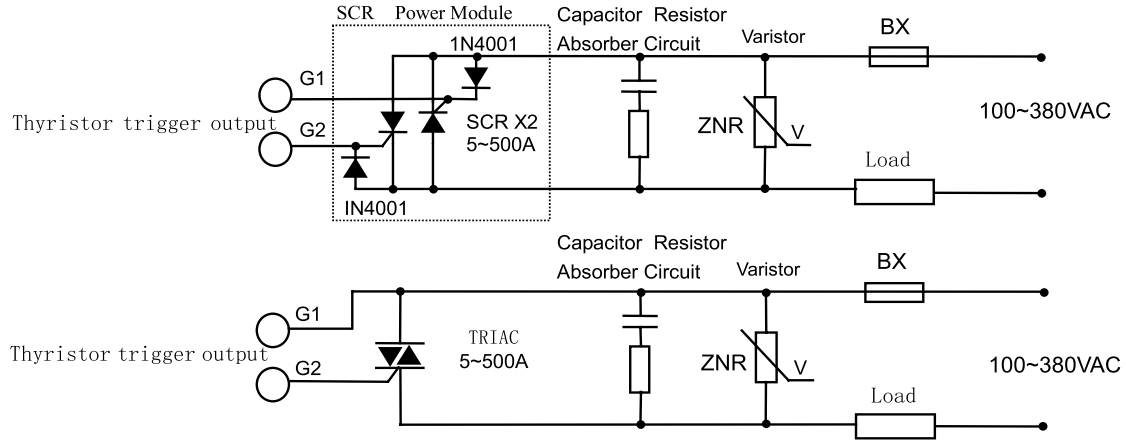 SCR Power Module
Capacitor Resistor
Absorber Circuit
Varistor
BX
1N4001
G1
Thyristor trigger output
G2
SCR X2
5~500A
ZNR
V
100~380VAC
Load
IN4001
Capacitor Resistor
Absorber Circuit
Varistor
BX
G1
Thyristor trigger output
G2
TRIAC
5~500A
ZNR
V
100~380VAC
Load